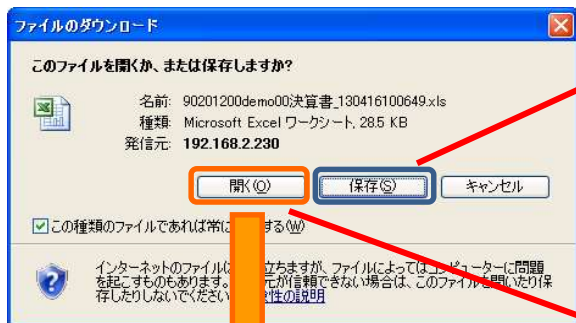 ファイルのダウンロード
このファイルを開くか、または保存しますか?
名前: 90201200demo00決算書_130416100649.xls
種類: Microsoft Excel ワークシート, 28.5 KB
発信元: 192.168.2.230
開く(O) 保存(S) キャンセル
この種類のファイルであれば常に する(W)
インターネットのファイルは 立ちますが、ファイルによってはコンピューターに問題
を起こすものもあります。 元が信頼できない場合は、このファイルを開いたり保
存したりしないでください 性の説明